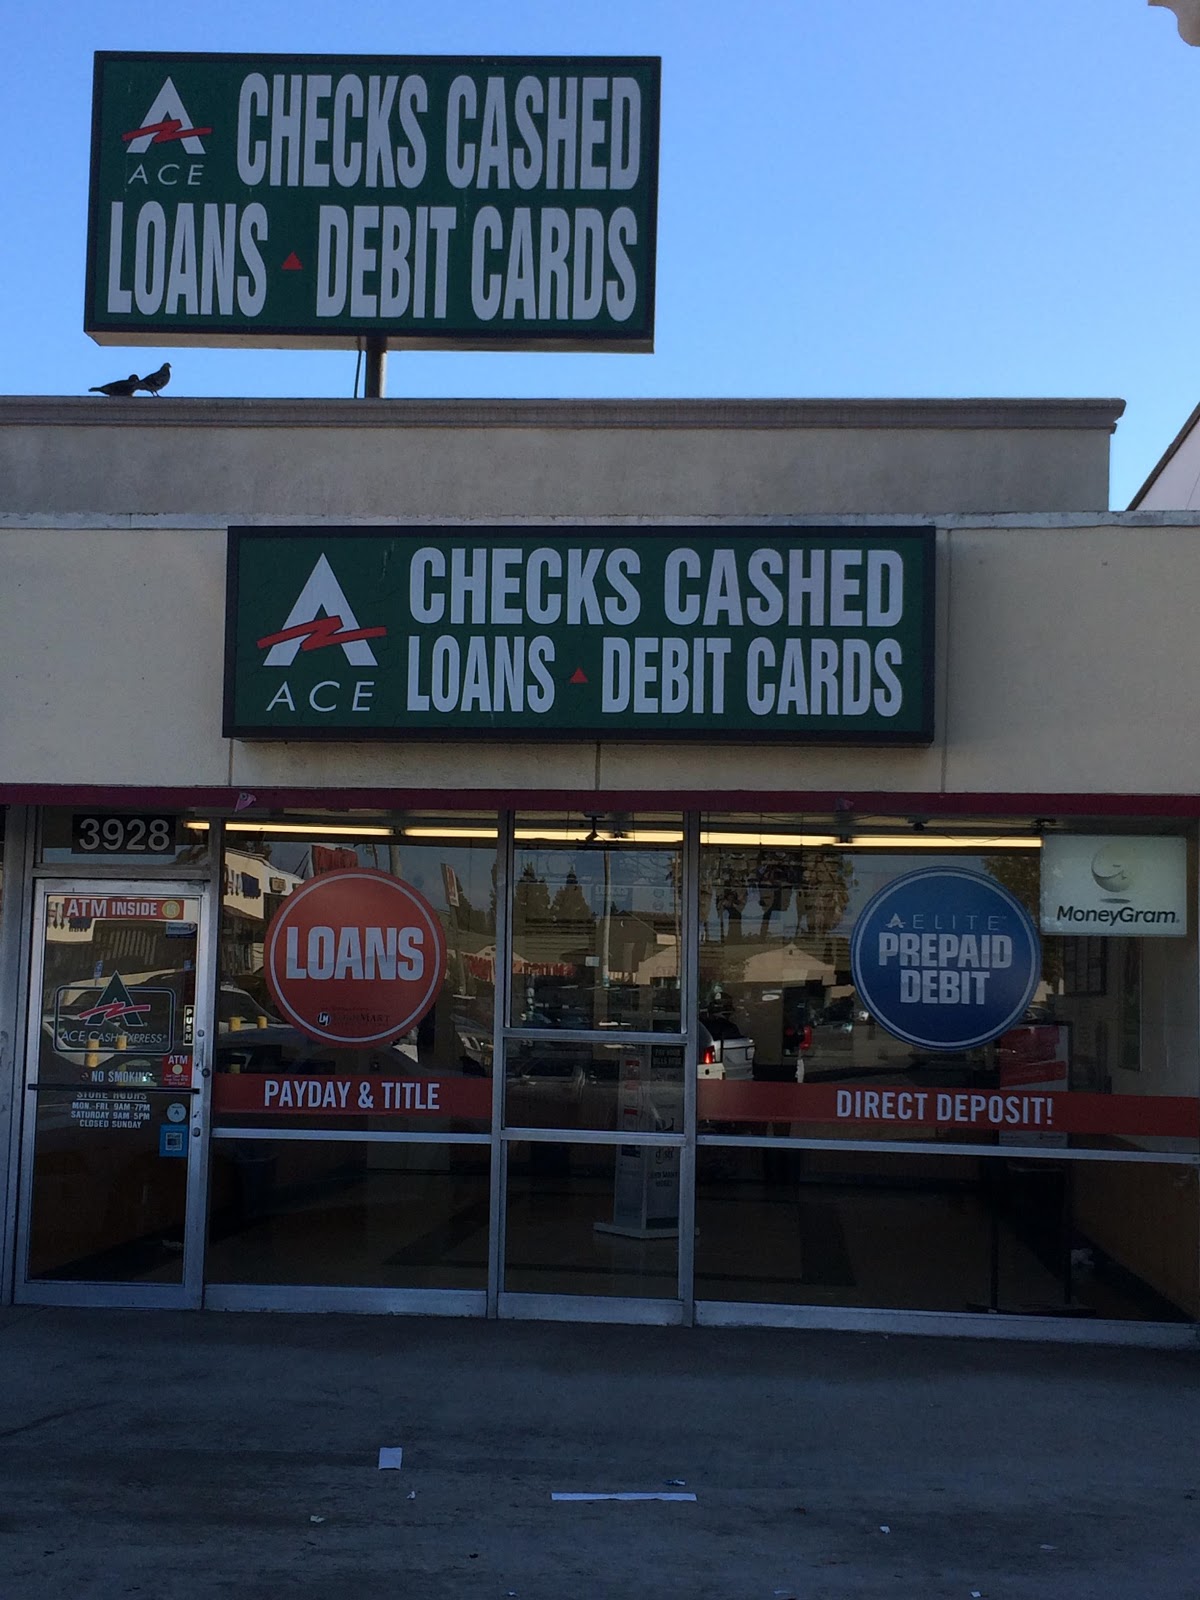 ACE
CHECKS CASHED
LOANS DEBIT CARDS
ACE
CHECKS CASHED
LOANS DEBIT CARDS
3928
ATM INSIDE
LOANS
AELITE
PREPAID
DEBIT
MoneyGram
PUSH
ACE CASH EXPRESS
ATM
NO SMOKING
STORE HOURS
MON.-FRI. 9AM-7PM
SATURDAY 9AM-5PM
CLOSED SUNDAY
PAYDAY & TITLE
DIRECT DEPOSIT!